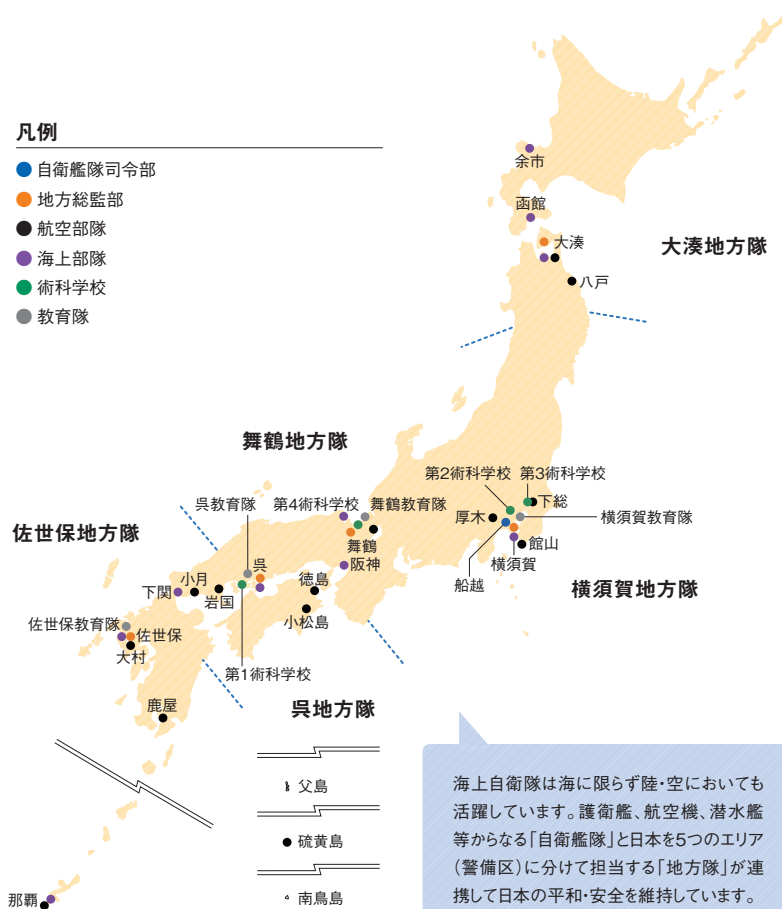 凡例
自衛艦隊司令部
地方総監部
航空部隊
海上部隊
術科学校
教育隊
余市
函館
大湊
大湊地方隊
八戸
舞鶴地方隊
第2術科学校
第3術科学校
呉教育隊
第4術科学校
舞鶴教育隊
下総
厚木
横須賀教育隊
佐世保地方隊
舞鶴
横須賀
館山
阪神
船越
横須賀地方隊
呉
徳島
小月
下関
岩国
小松島
佐世保教育隊
佐世保
大村
第1術科学校
鹿屋
呉地方隊
父島
硫黄島
南鳥島
那覇
海上自衛隊は海に限らず陸・空においても
活躍しています。護衛艦、航空機、潜水艦
等からなる「自衛艦隊」と日本を5つのエリア
（警備区）に分けて担当する「地方隊」が連
携して日本の平和・安全を維持しています。